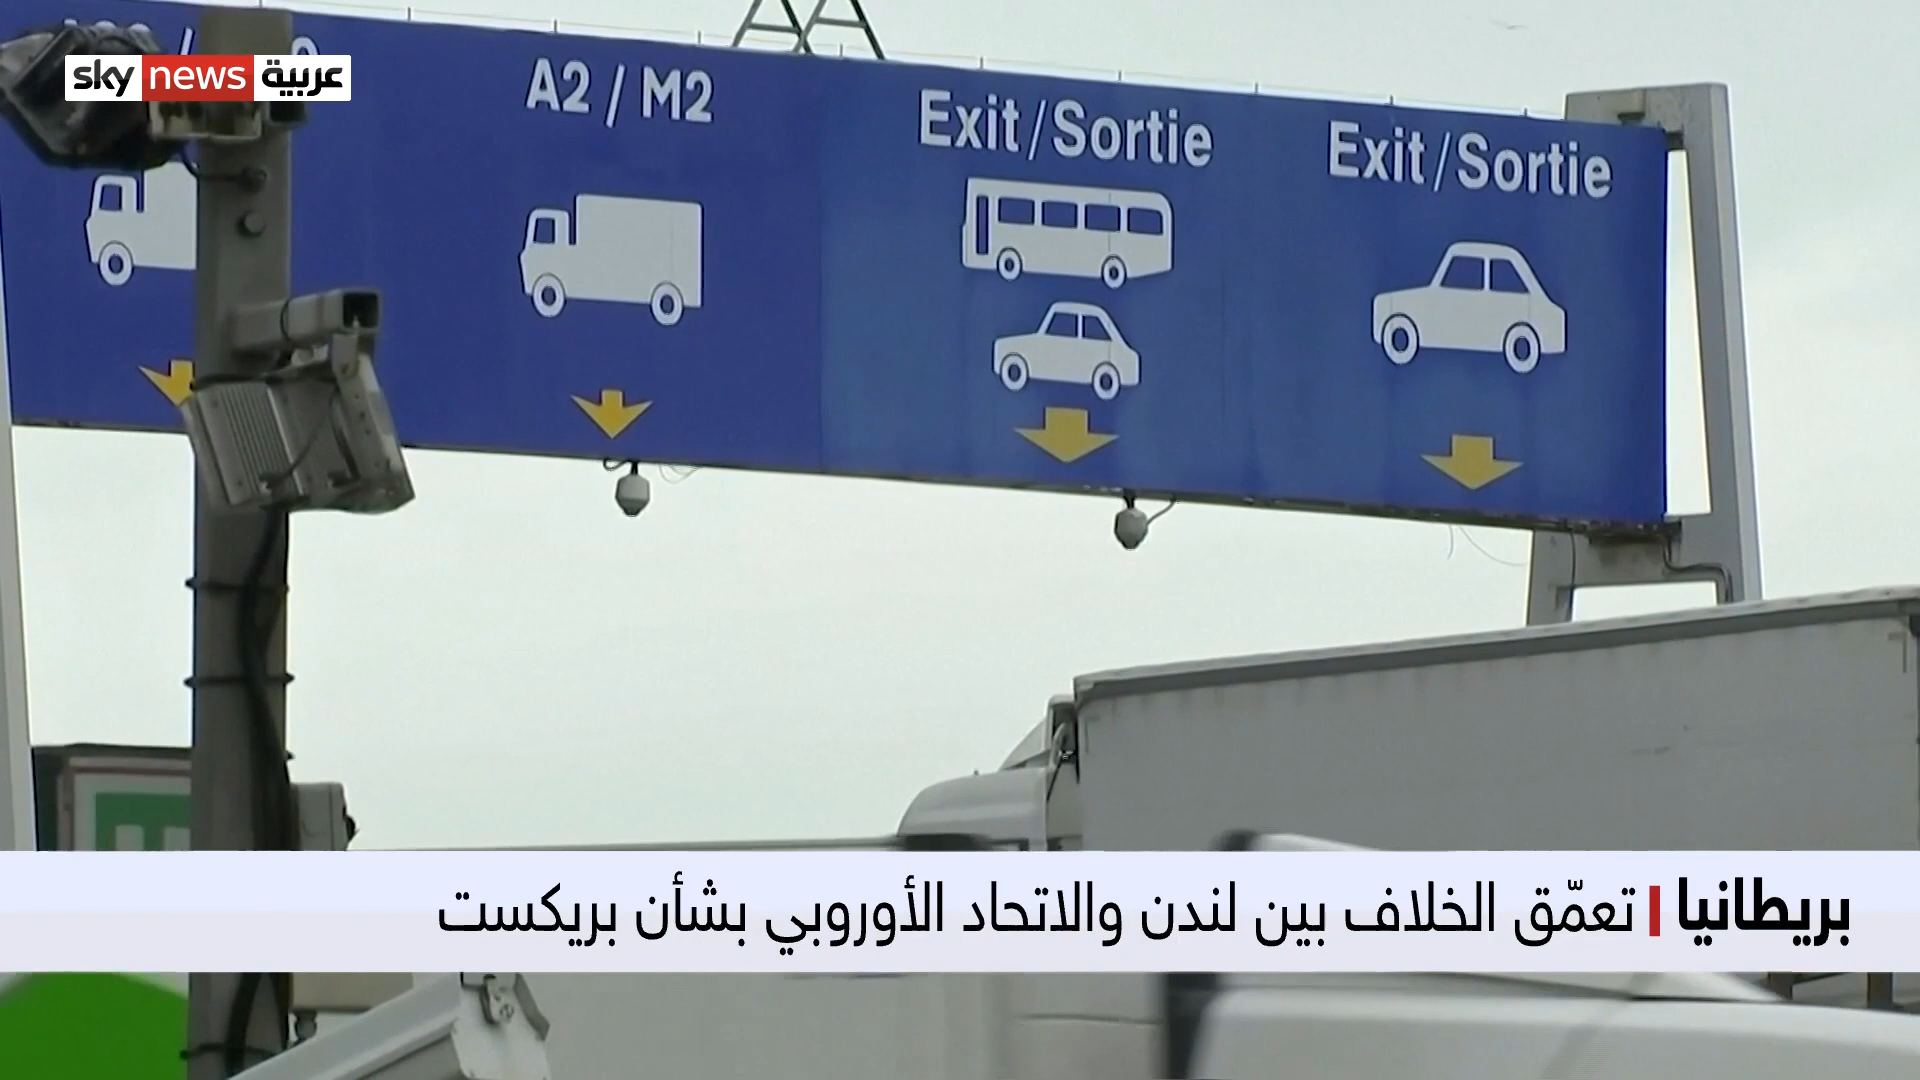 sky news عربية
A2 / M2
Exit / Sortie
Exit / Sortie
بريطانيا | تعمّق الخلاف بين لندن والاتحاد الأوروبي بشأن بريكست